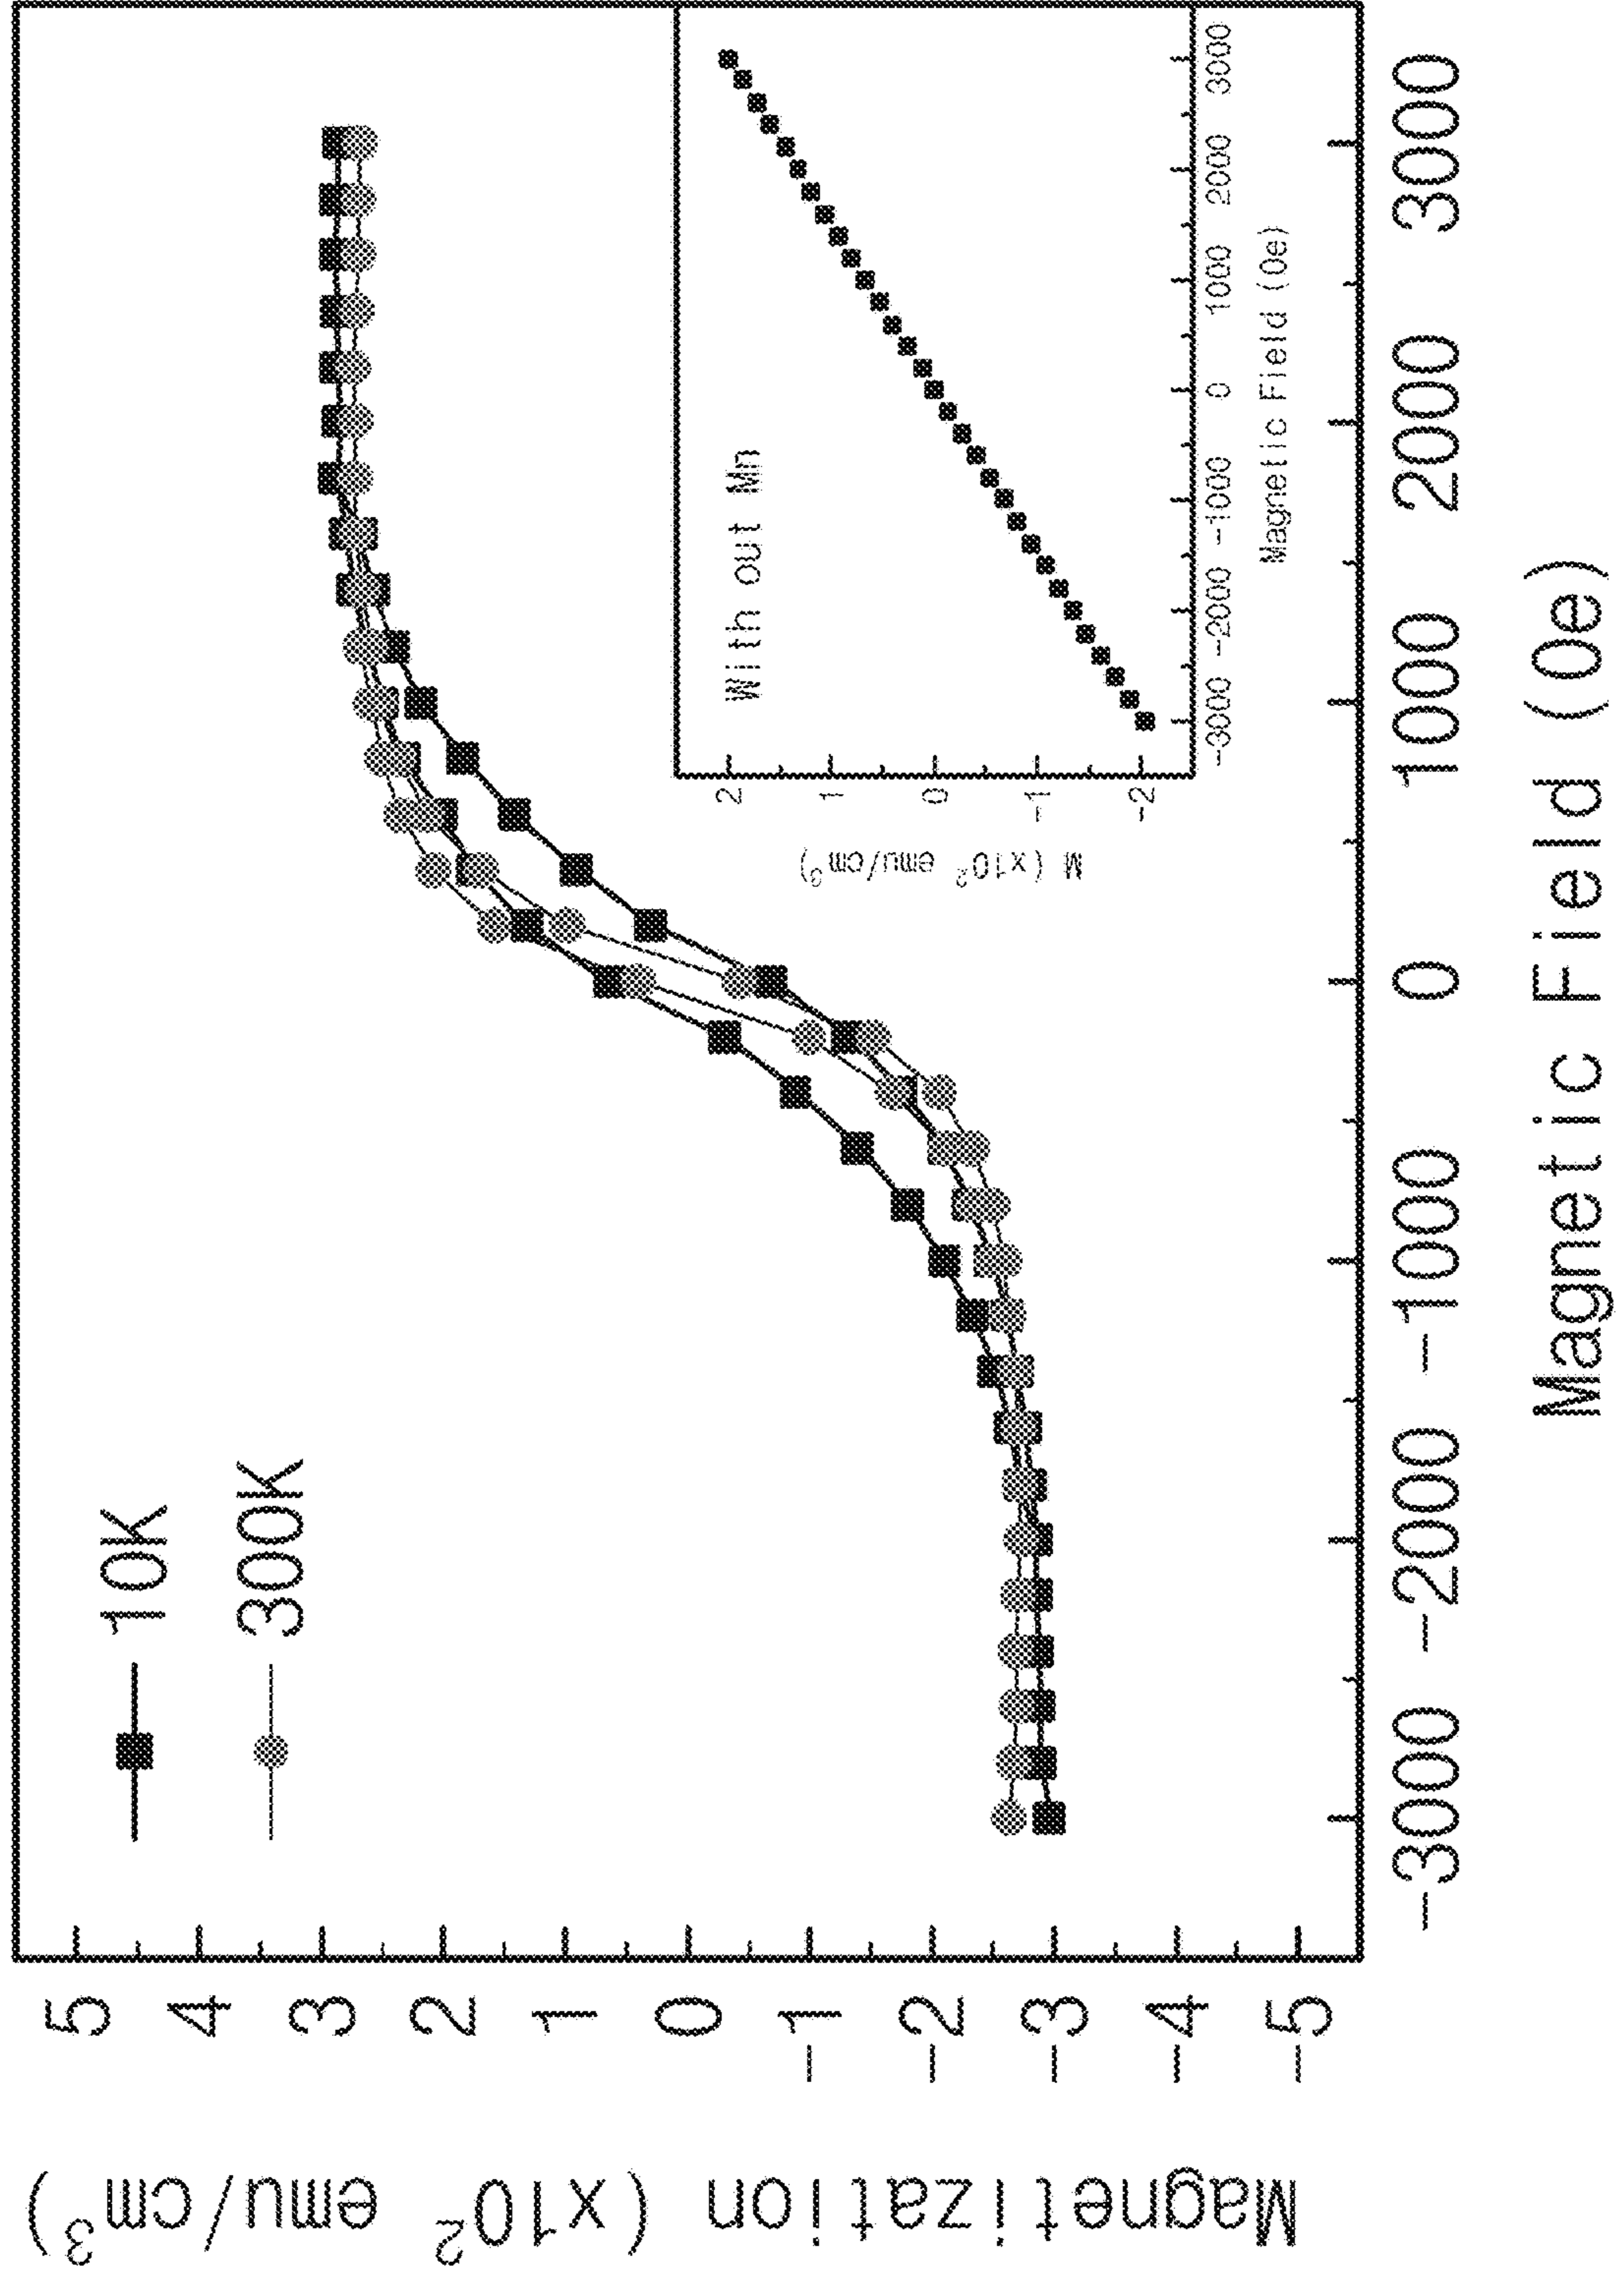 10K
300K
5
4
3
2
1
0
-1
-2
-3
-4
-5
Magnetization (x10² emu/cm³)
-3000 -2000 -1000 0 1000 2000 3000
Magnetic Field (Oe)
With out Mn
2
1
0
-1
-2
M (x10² emu/cm³)
-3000 -2000 -1000 0 1000 2000 3000
Magnetic Field (Oe)